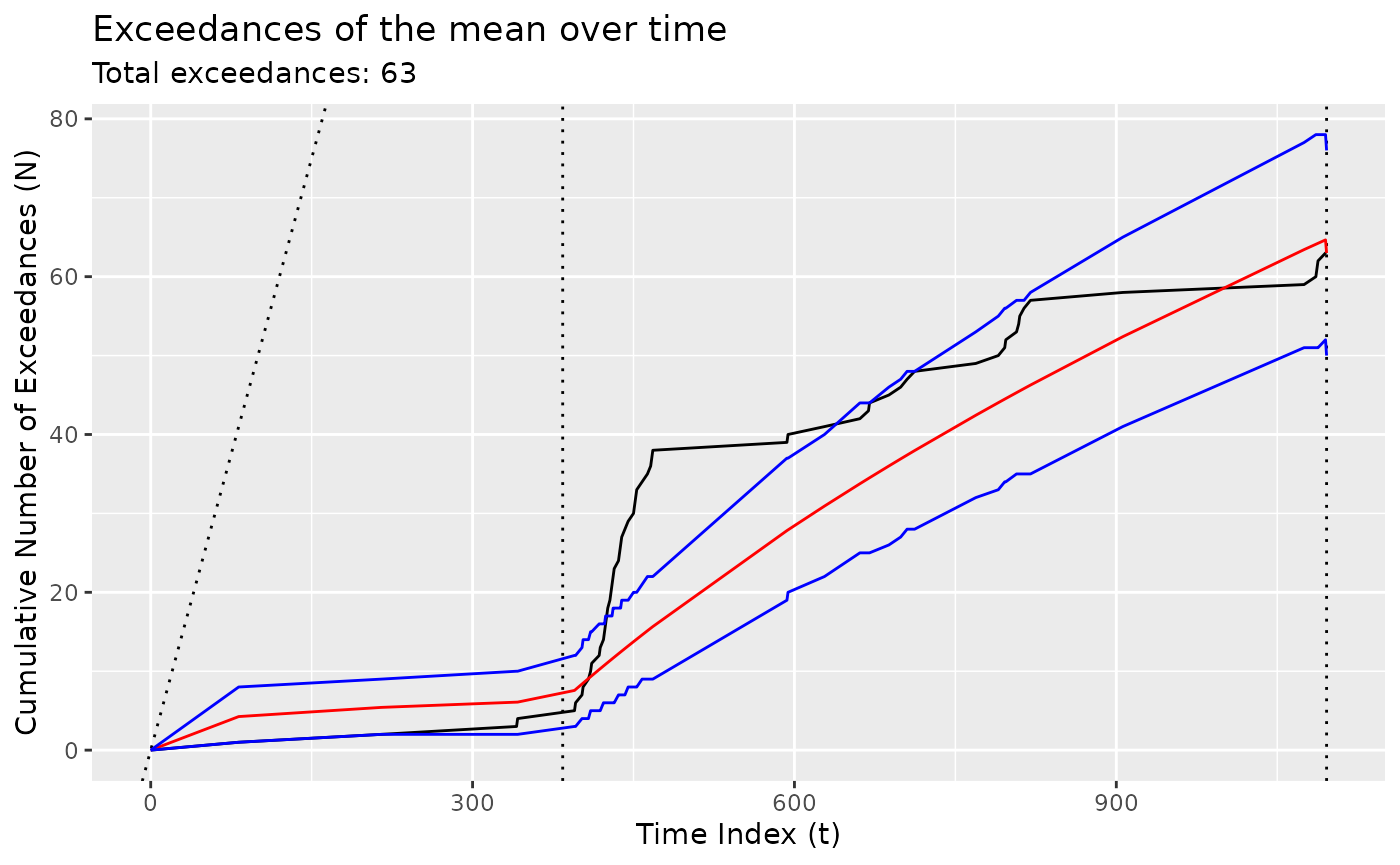 Exceedances of the mean over time
Total exceedances: 63
Cumulative Number of Exceedances (N)
80
60
40
20
0
0 300 600 900
Time Index (t)